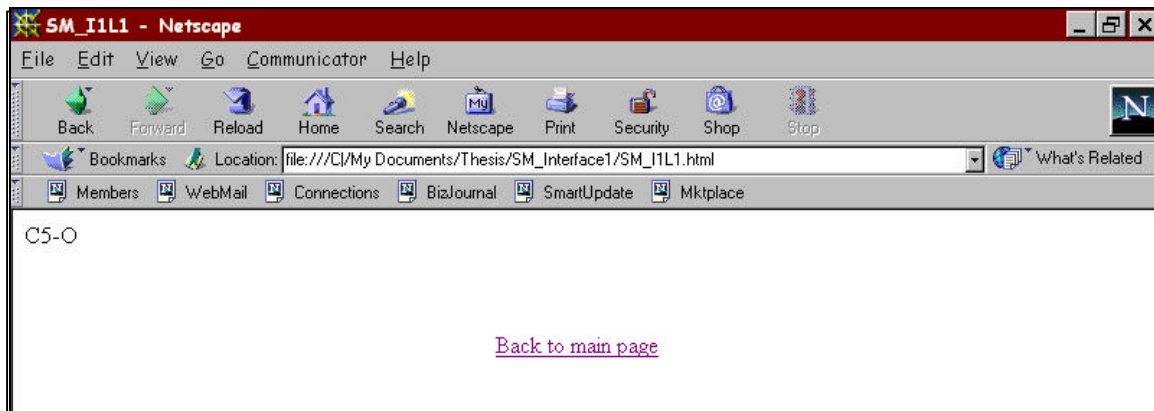 SM_I1L1 - Netscape
File Edit View Go Communicator Help
Back Forward Reload Home Search Netscape Print Security Shop Stop
My
N
Bookmarks Location: file:///C|/My Documents/Thesis/SM_Interface1/SM_I1L1.html What's Related
Members WebMail Connections BizJournal SmartUpdate Mktplace
C5-O
Back to main page